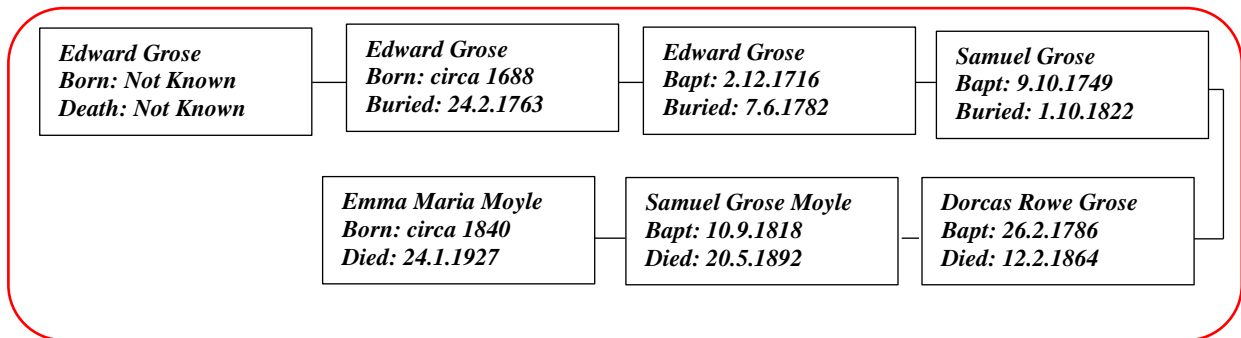 Edward Grose
Born: Not Known
Death: Not Known
Edward Grose
Born: circa 1688
Buried: 24.2.1763
Edward Grose
Bapt: 2.12.1716
Buried: 7.6.1782
Samuel Grose
Bapt: 9.10.1749
Buried: 1.10.1822
Emma Maria Moyle
Born: circa 1840
Died: 24.1.1927
Samuel Grose Moyle
Bapt: 10.9.1818
Died: 20.5.1892
Dorcas Rowe Grose
Bapt: 26.2.1786
Died: 12.2.1864